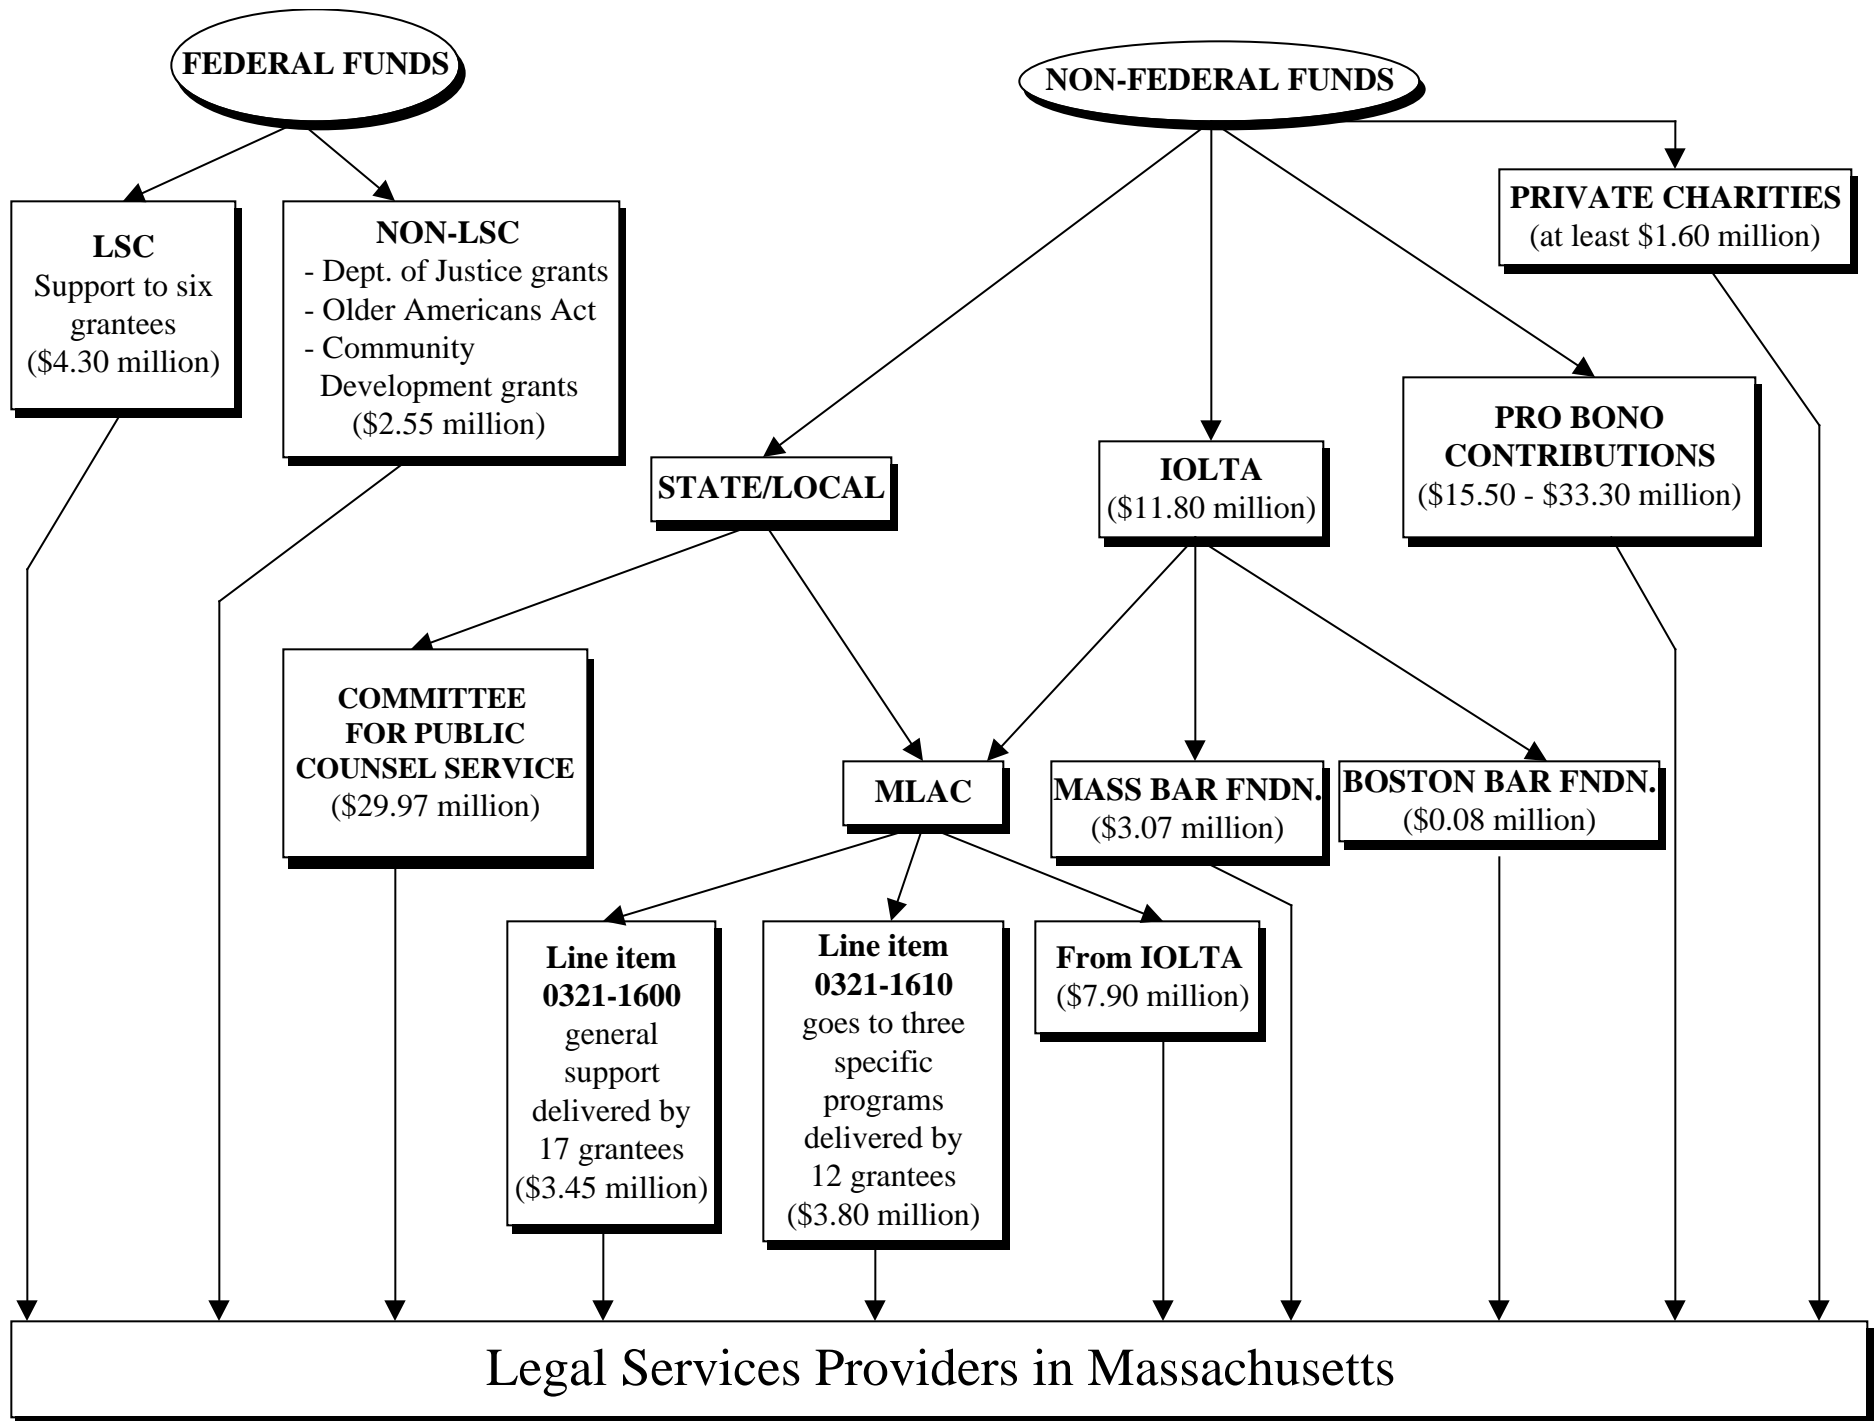 FEDERAL FUNDS
NON-FEDERAL FUNDS
LSC
Support to six
grantees
($4.30 million)
NON-LSC
- Dept. of Justice grants
- Older Americans Act
- Community
Development grants
($2.55 million)
PRIVATE CHARITIES
(at least $1.60 million)
STATE/LOCAL
IOLTA
($11.80 million)
PRO BONO
CONTRIBUTIONS
($15.50 - $33.30 million)
COMMITTEE
FOR PUBLIC
COUNSEL SERVICE
($29.97 million)
MLAC
MASS BAR FNDN.
($3.07 million)
BOSTON BAR FNDN.
($0.08 million)
Line item
0321-1600
general
support
delivered by
17 grantees
($3.45 million)
Line item
0321-1610
goes to three
specific
programs
delivered by
12 grantees
($3.80 million)
From IOLTA
($7.90 million)
Legal Services Providers in Massachusetts